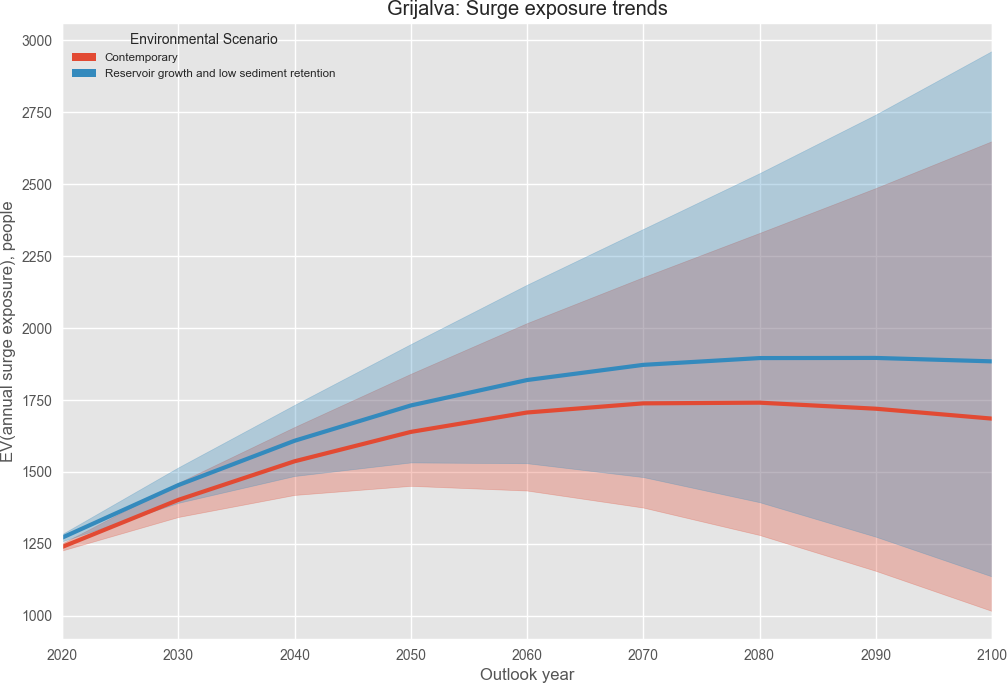 Grijalva: Surge exposure trends
Environmental Scenario
Contemporary
Reservoir growth and low sediment retention
EV(annual surge exposure), people
3000
2750
2500
2250
2000
1750
1500
1250
1000
2020 2030 2040 2050 2060 2070 2080 2090 2100
Outlook year